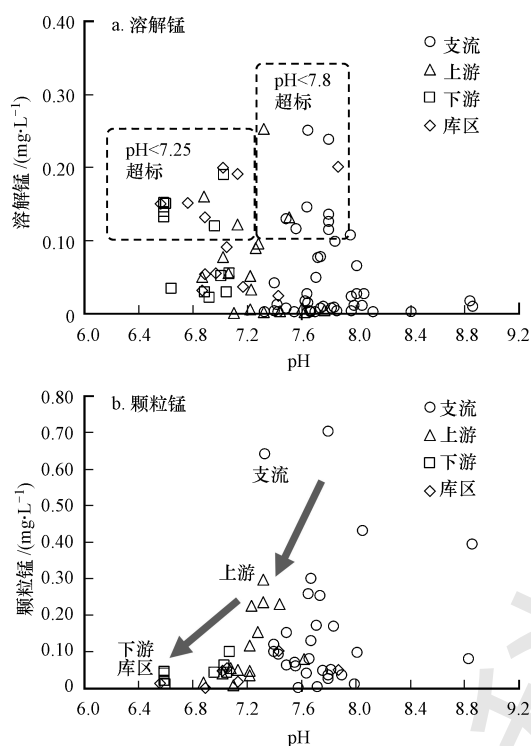 a. 溶解锰
支流
上游
下游
库区
pH<7.8
超标
pH<7.25
超标
溶解锰/(mg·L⁻¹)
0.40
0.30
0.20
0.10
0
6.0 6.4 6.8 7.2 7.6 8.0 8.4 8.8 9.2
pH
b. 颗粒锰
支流
上游
下游
库区
支流
上游
下游
库区
颗粒锰/(mg·L⁻¹)
0.80
0.70
0.60
0.50
0.40
0.30
0.20
0.10
0
6.0 6.4 6.8 7.2 7.6 8.0 8.4 8.8 9.2
pH